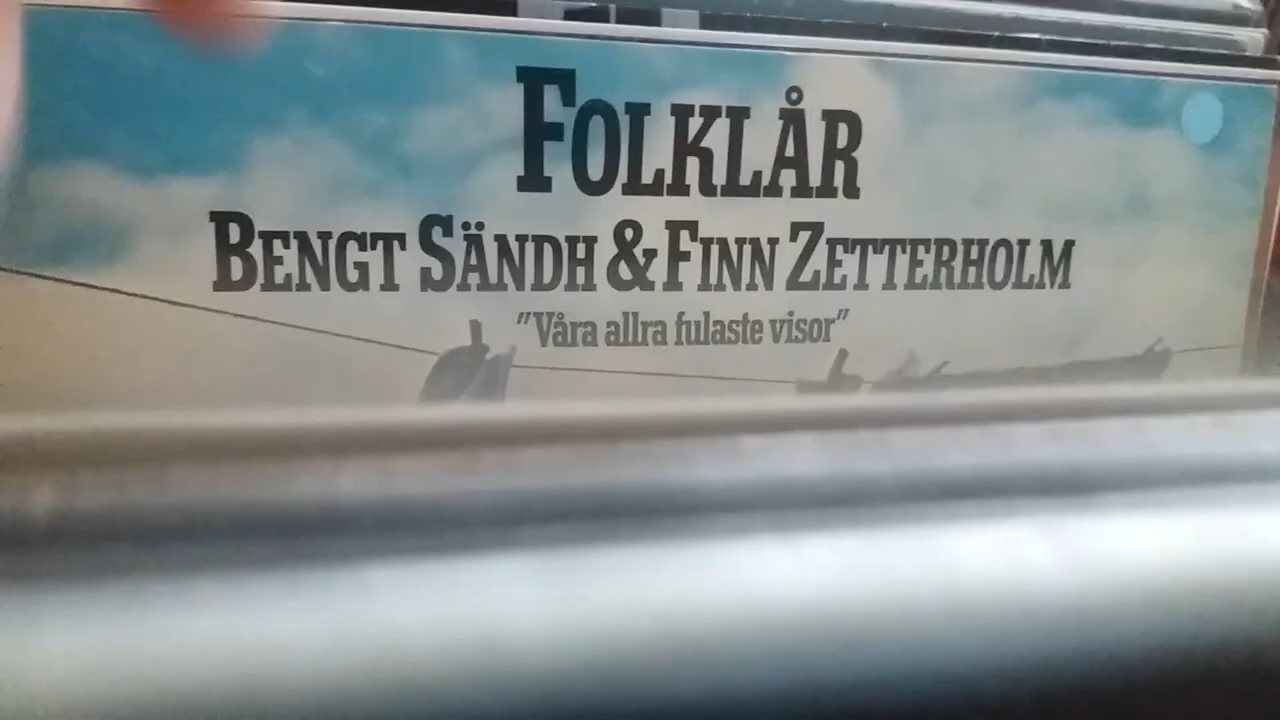 FOLKLÅR
BENGT SÄNDH & FINN ZETTERHOLM
"Våra allra fulaste visor"